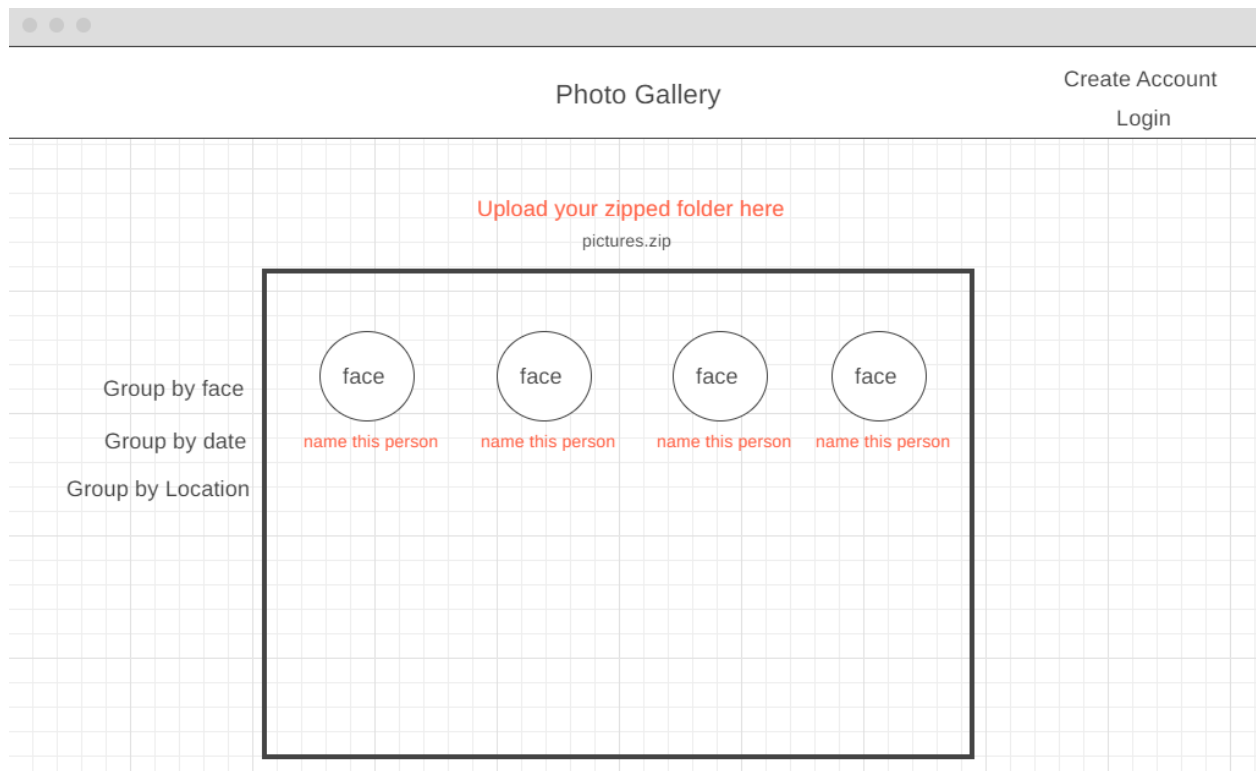 Photo Gallery
Create Account
Login
Upload your zipped folder here
pictures.zip
Group by face
Group by date
Group by Location
face face face face
name this person name this person name this person name this person